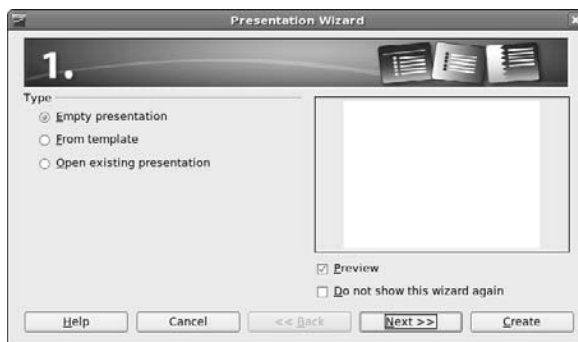 Presentation Wizard
1.
Type
Empty presentation
From template
Open existing presentation
Preview
Do not show this wizard again
Help Cancel << Back Next >> Create